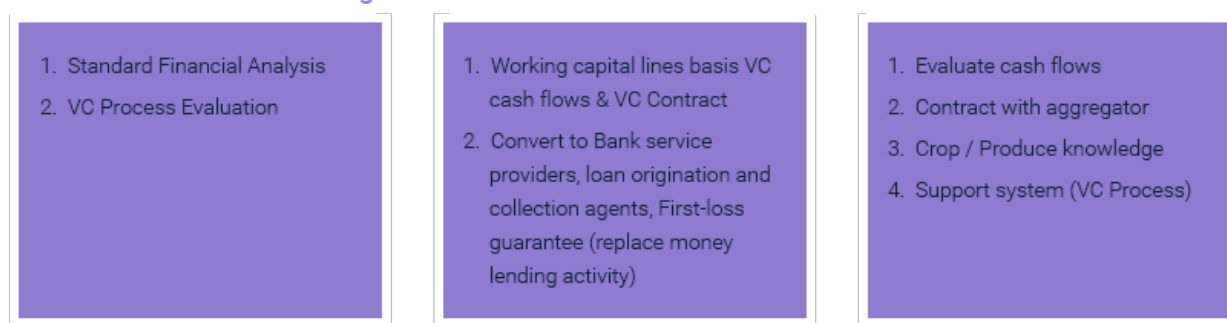 1. Standard Financial Analysis
2. VC Process Evaluation
1. Working capital lines basis VC
cash flows & VC Contract
2. Convert to Bank service
providers, loan origination and
collection agents, First-loss
guarantee (replace money
lending activity)
1. Evaluate cash flows
2. Contract with aggregator
3. Crop / Produce knowledge
4. Support system (VC Process)